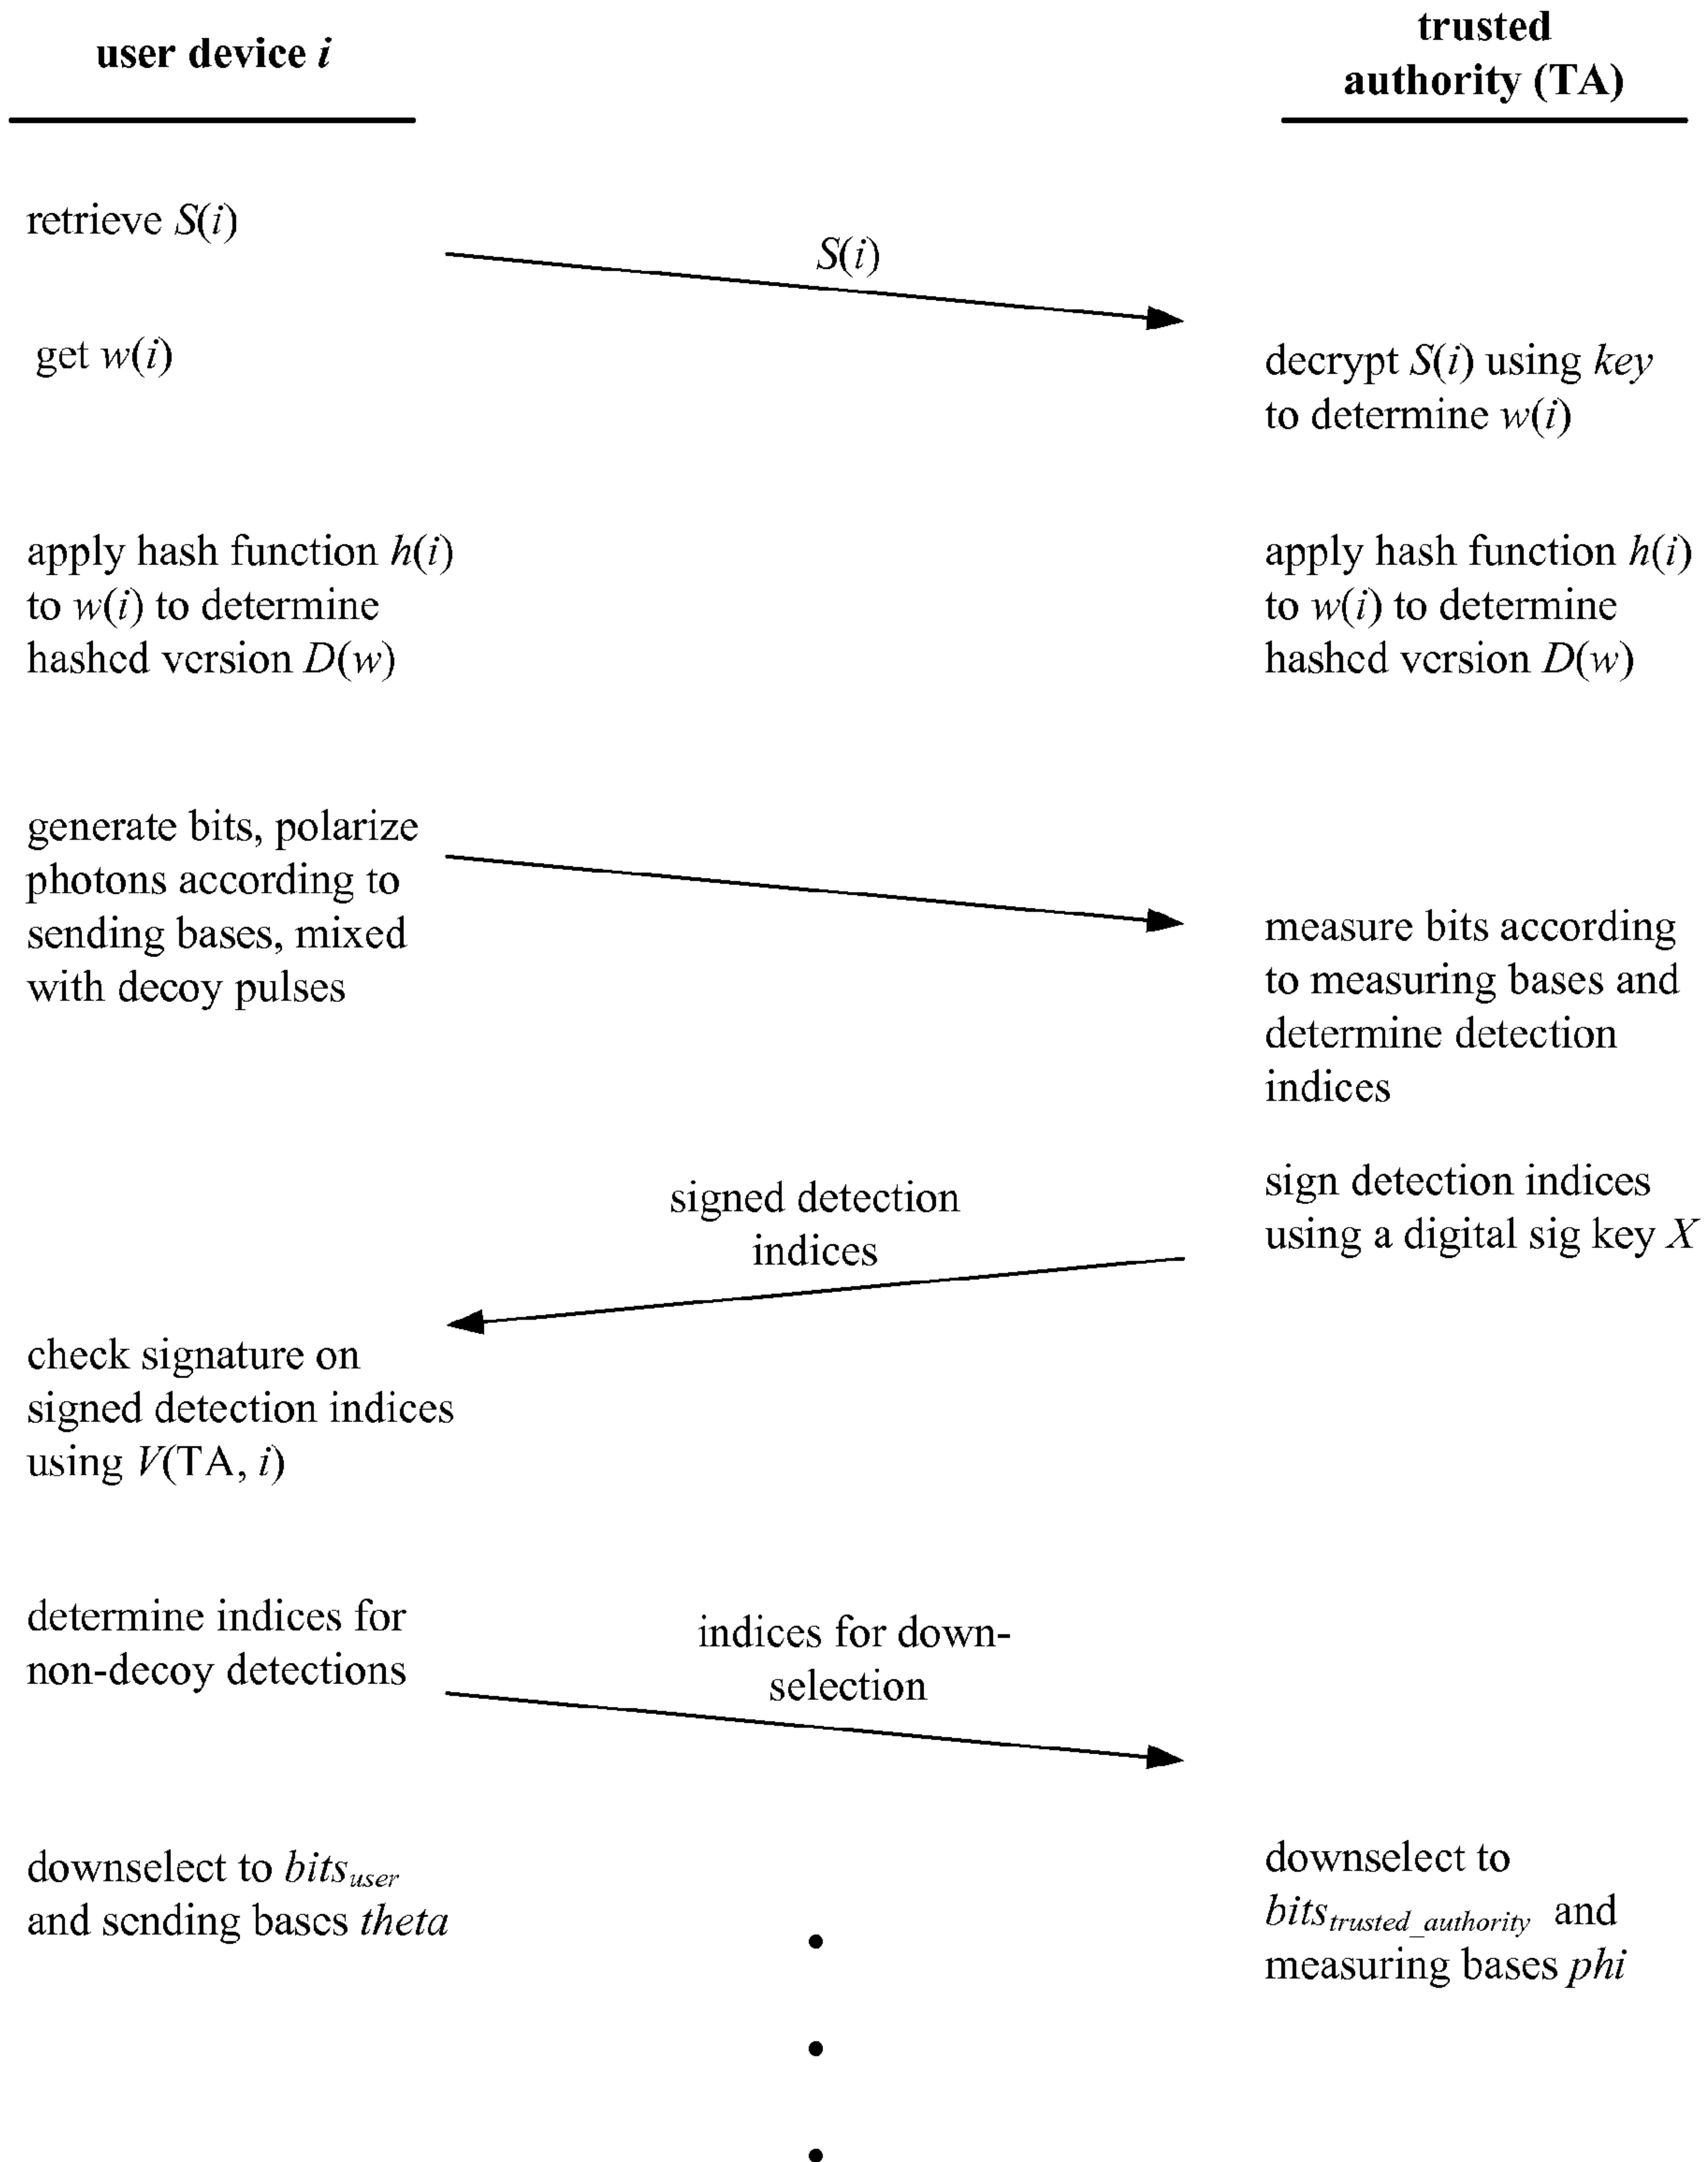 user device i
trusted
authority (TA)
retrieve S(i)
S(i)
get w(i)
decrypt S(i) using key
to determine w(i)
apply hash function h(i)
to w(i) to determine
hashed version D(w)
apply hash function h(i)
to w(i) to determine
hashed version D(w)
generate bits, polarize
photons according to
sending bases, mixed
with decoy pulses
measure bits according
to measuring bases and
determine detection
indices
sign detection indices
using a digital sig key X
signed detection
indices
check signature on
signed detection indices
using V(TA, i)
determine indices for
non-decoy detections
indices for down-
selection
downselect to bits_user
and sending bases theta
downselect to
bits_trusted_authority and
measuring bases phi